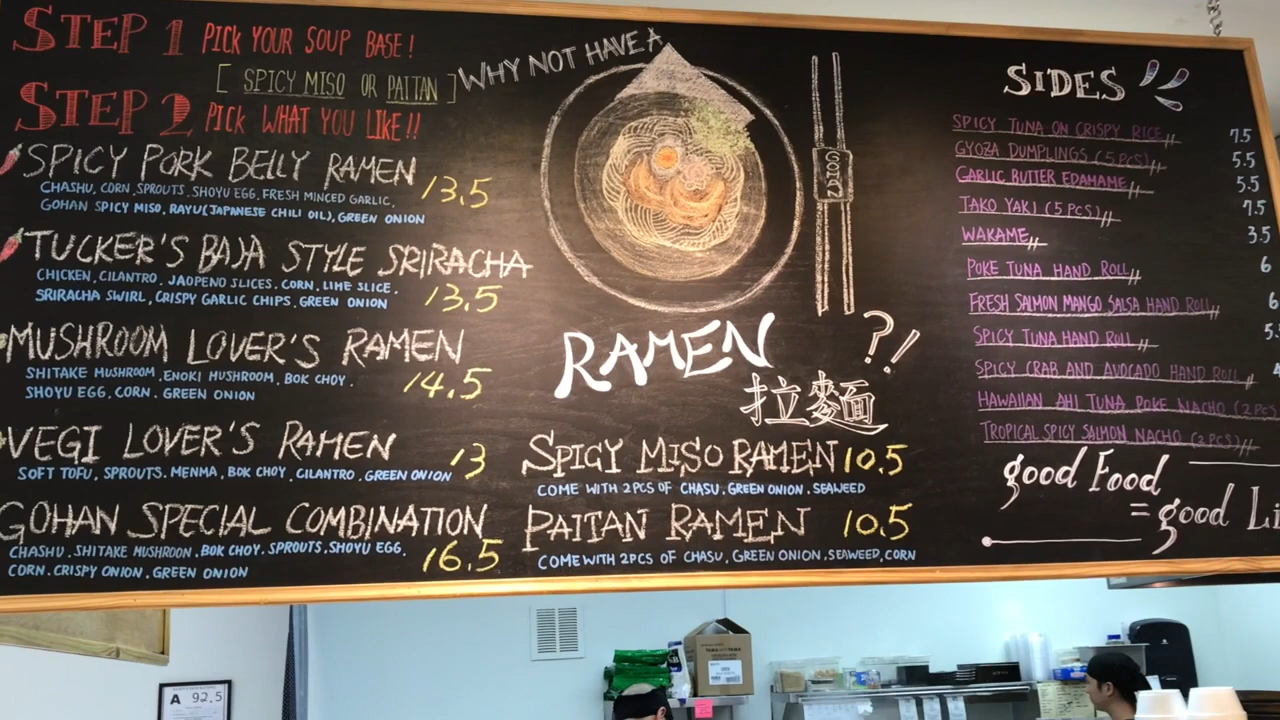 STEP 1 PICK YOUR SOUP BASE!
[ SPICY MISO OR PAITAN ]
STEP 2 PICK WHAT YOU LIKE!!
SPICY PORK BELLY RAMEN 13.5
CHASHU, CORN, SPROUTS, SHOYU EGG, FRESH MINCED GARLIC,
GOHAN SPICY MISO, RAYU (JAPANESE CHILI OIL), GREEN ONION
TUCKER'S BAJA STYLE SRIRACHA
CHICKEN, CILANTRO, JAOPENO SLICES, CORN, LIME SLICE,
SRIRACHA SWIRL, CRISPY GARLIC CHIPS, GREEN ONION 13.5
MUSHROOM LOVER'S RAMEN
SHITAKE MUSHROOM, ENOKI MUSHROOM, BOK CHOY.
SHOYU EGG, CORN. GREEN ONION 14.5
VEGI LOVER'S RAMEN 13
SOFT TOFU, SPROUTS. MENMA, BOK CHOY, CILANTRO, GREEN ONION
GOHAN SPECIAL COMBINATION
CHASHU. SHITAKE MUSHROON. BOK CHOY. SPROUTS, SHOYU EGG. 16.5
CORN. CRISPY ONION. GREEN ONION
WHY NOT HAVE A
GOHAN
RAMEN ?!
拉麵
SPICY MISO RAMEN 10.5
COME WITH 2PCS OF CHASU, GREEN ONION. SEAWEED
PAITAN RAMEN 10.5
COME WITH 2PCS OF CHASU, GREEN ONION, SEAWEED, CORN
SIDES
SPICY TUNA ON CRISPY RICE 7.5
GYOZA DUMPLINGS (5 PCS) 5.5
GARLIC BUTTER EDAMAME 5.5
TAKO YAKI (5 PCS) 7.5
WAKAME 3.5
POKE TUNA HAND ROLL 6
FRESH SALMON MANGO SALSA HAND ROLL 6
SPICY TUNA HAND ROLL 5.
SPICY CRAB AND AVOCADO HAND ROLL
HAWAIIAN AHI TUNA POKE NACHO (2 PCS
TROPICAL SPICY SALMON NACHO (2 PCS)
good Food
= good Li
A 92.5